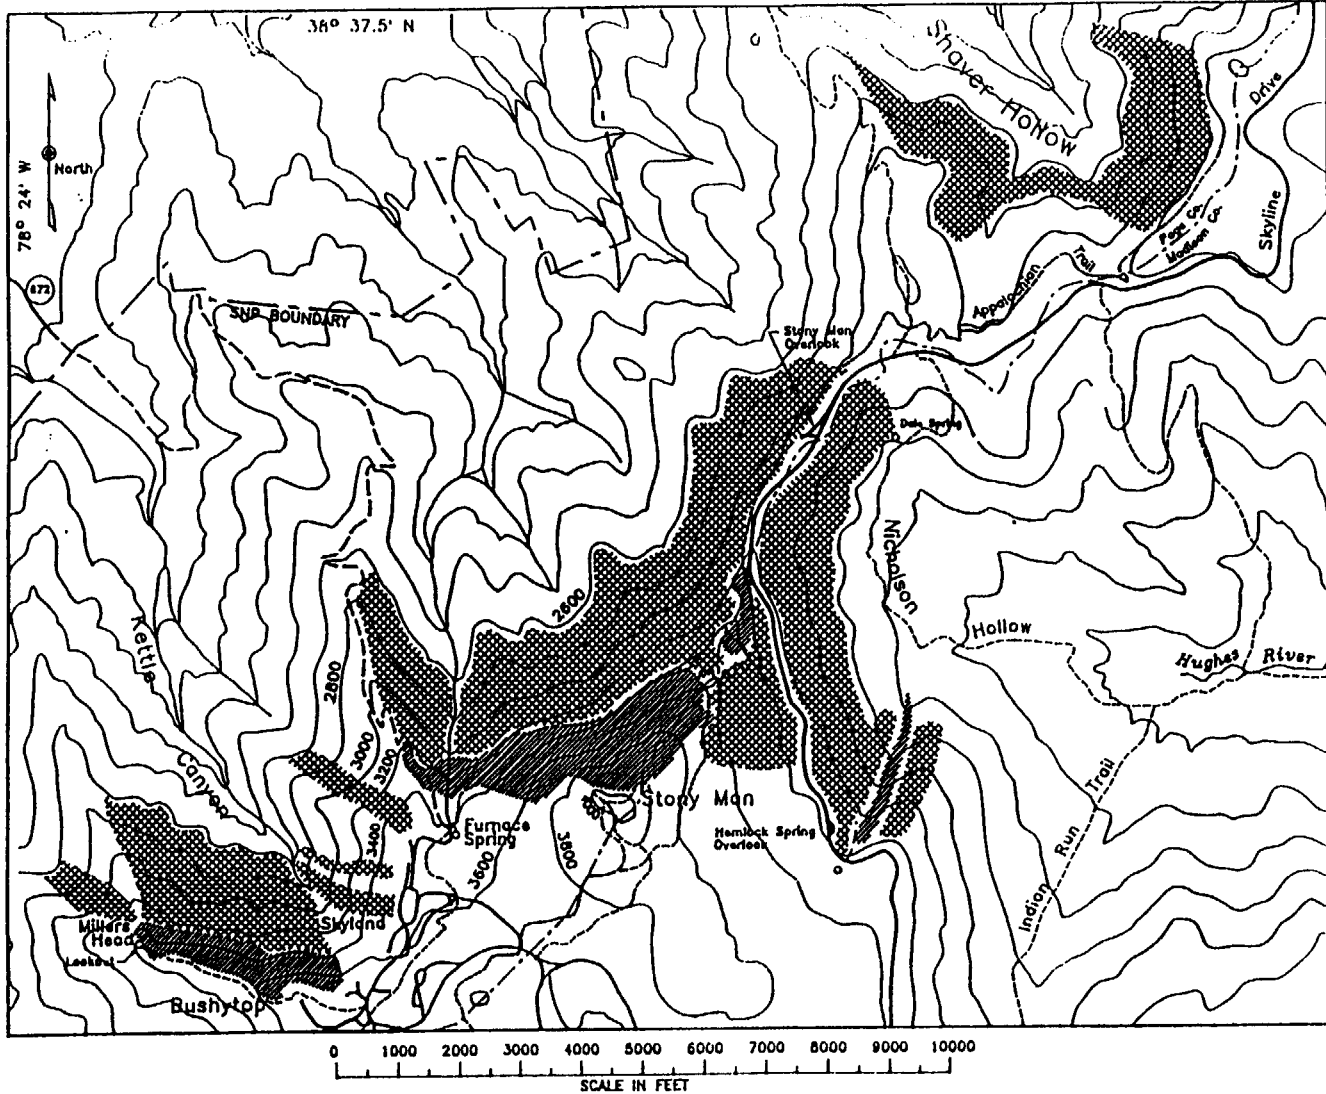 38° 37.5' N
Shaver Hollow
Drive
North
78° 24' W
Skyline
Page Co.
Madison Co.
Appalachian Trail
672
SNP BOUNDARY
Stony Man
Overlook
Dale Spring
Nicholson
Hollow
2600
Hughes River
Kettle
Canyon
2800
3000
3200
3400
3600
3800
Stony Man
Furnace
Spring
Hemlock Spring
Overlook
Indian Run Trail
Skyland
Millers
Head
Lookout
Bushytop
0 1000 2000 3000 4000 5000 6000 7000 8000 9000 10000
SCALE IN FEET